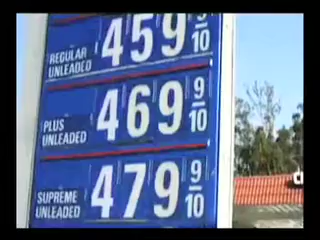 REGULAR UNLEADED 459 9/10
PLUS UNLEADED 469 9/10
SUPREME UNLEADED 479 9/10